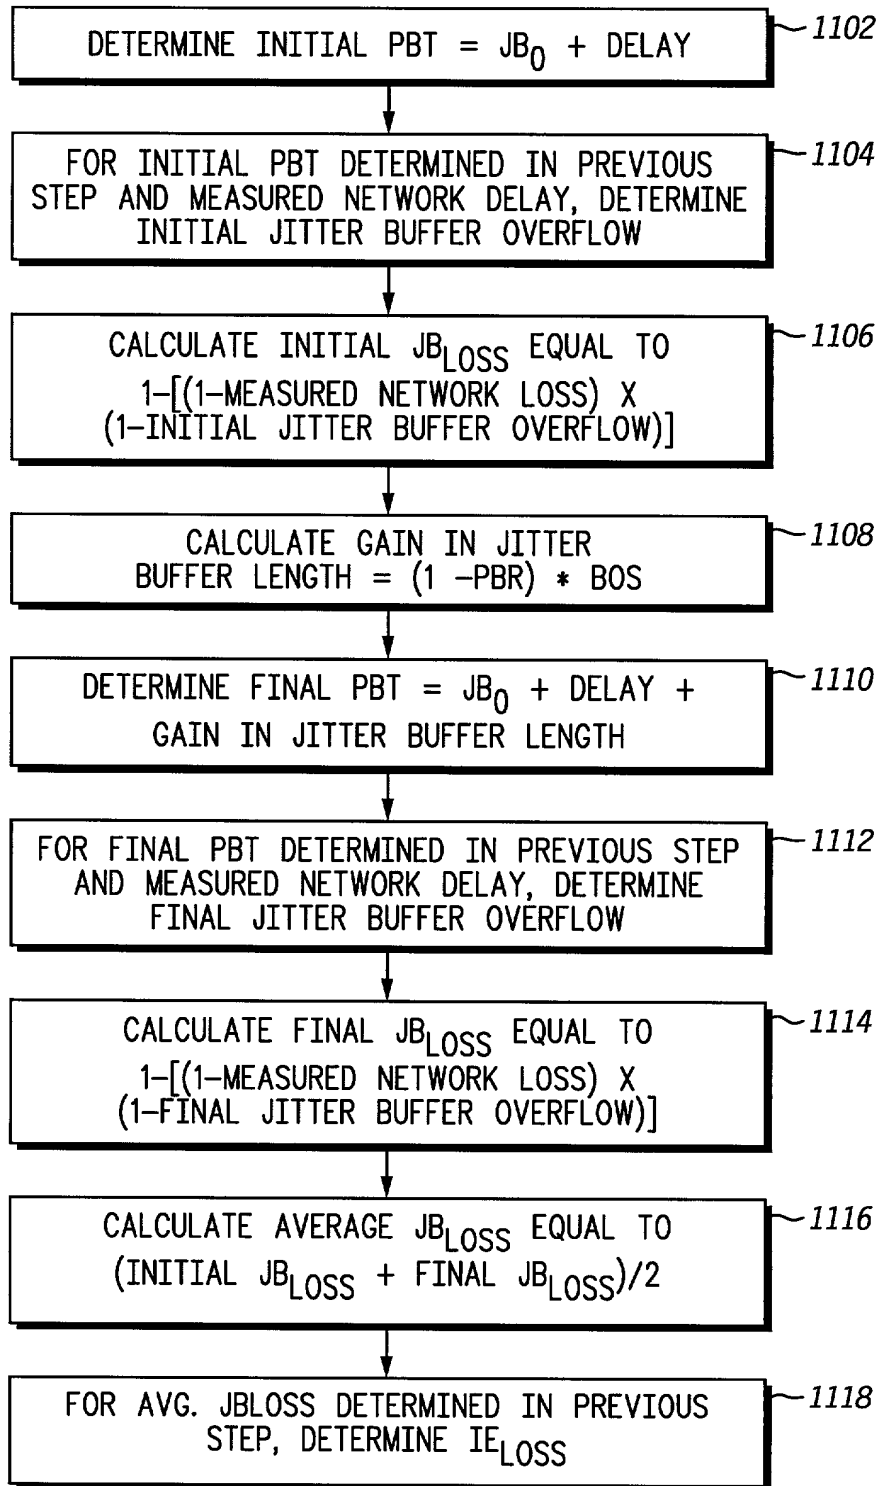 DETERMINE INITIAL PBT = JB0 + DELAY
1102
FOR INITIAL PBT DETERMINED IN PREVIOUS
STEP AND MEASURED NETWORK DELAY, DETERMINE
INITIAL JITTER BUFFER OVERFLOW
1104
CALCULATE INITIAL JBLOSS EQUAL TO
1–[(1–MEASURED NETWORK LOSS) X
(1–INITIAL JITTER BUFFER OVERFLOW)]
1106
CALCULATE GAIN IN JITTER
BUFFER LENGTH = (1 –PBR) * BOS
1108
DETERMINE FINAL PBT = JB0 + DELAY +
GAIN IN JITTER BUFFER LENGTH
1110
FOR FINAL PBT DETERMINED IN PREVIOUS STEP
AND MEASURED NETWORK DELAY, DETERMINE
FINAL JITTER BUFFER OVERFLOW
1112
CALCULATE FINAL JBLOSS EQUAL TO
1–[(1–MEASURED NETWORK LOSS) X
(1–FINAL JITTER BUFFER OVERFLOW)]
1114
CALCULATE AVERAGE JBLOSS EQUAL TO
(INITIAL JBLOSS + FINAL JBLOSS)/2
1116
FOR AVG. JBLOSS DETERMINED IN PREVIOUS
STEP, DETERMINE IELOSS
1118